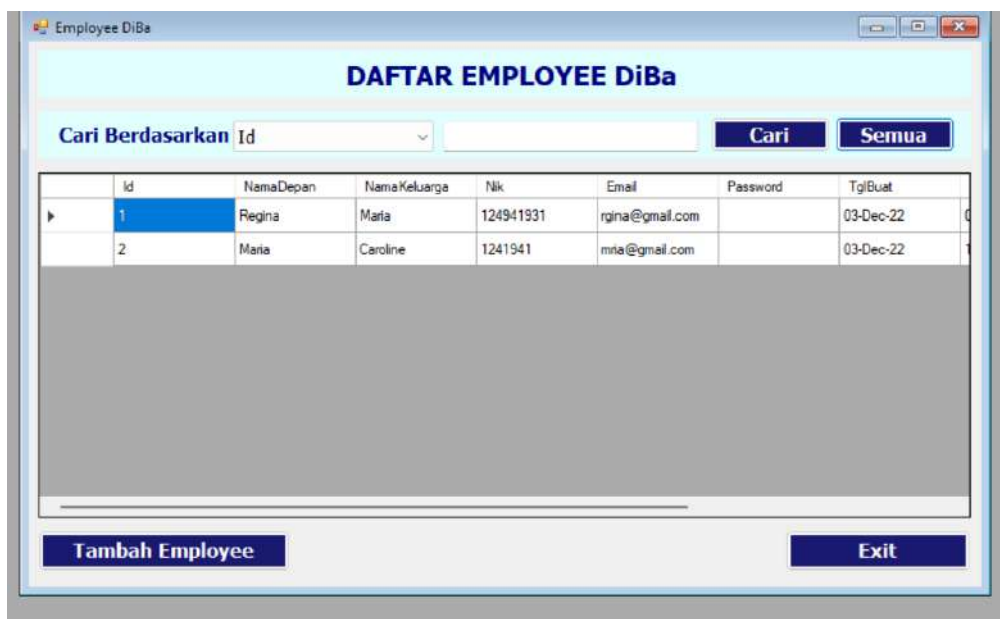 Employee DiBa
DAFTAR EMPLOYEE DiBa
Cari Berdasarkan Id Cari Semua
Id NamaDepan NamaKeluarga Nik Email Password TglBuat
1 Regina Maria 124941931 rgina@gmail.com 03-Dec-22
2 Maria Caroline 1241941 mria@gmail.com 03-Dec-22
Tambah Employee Exit